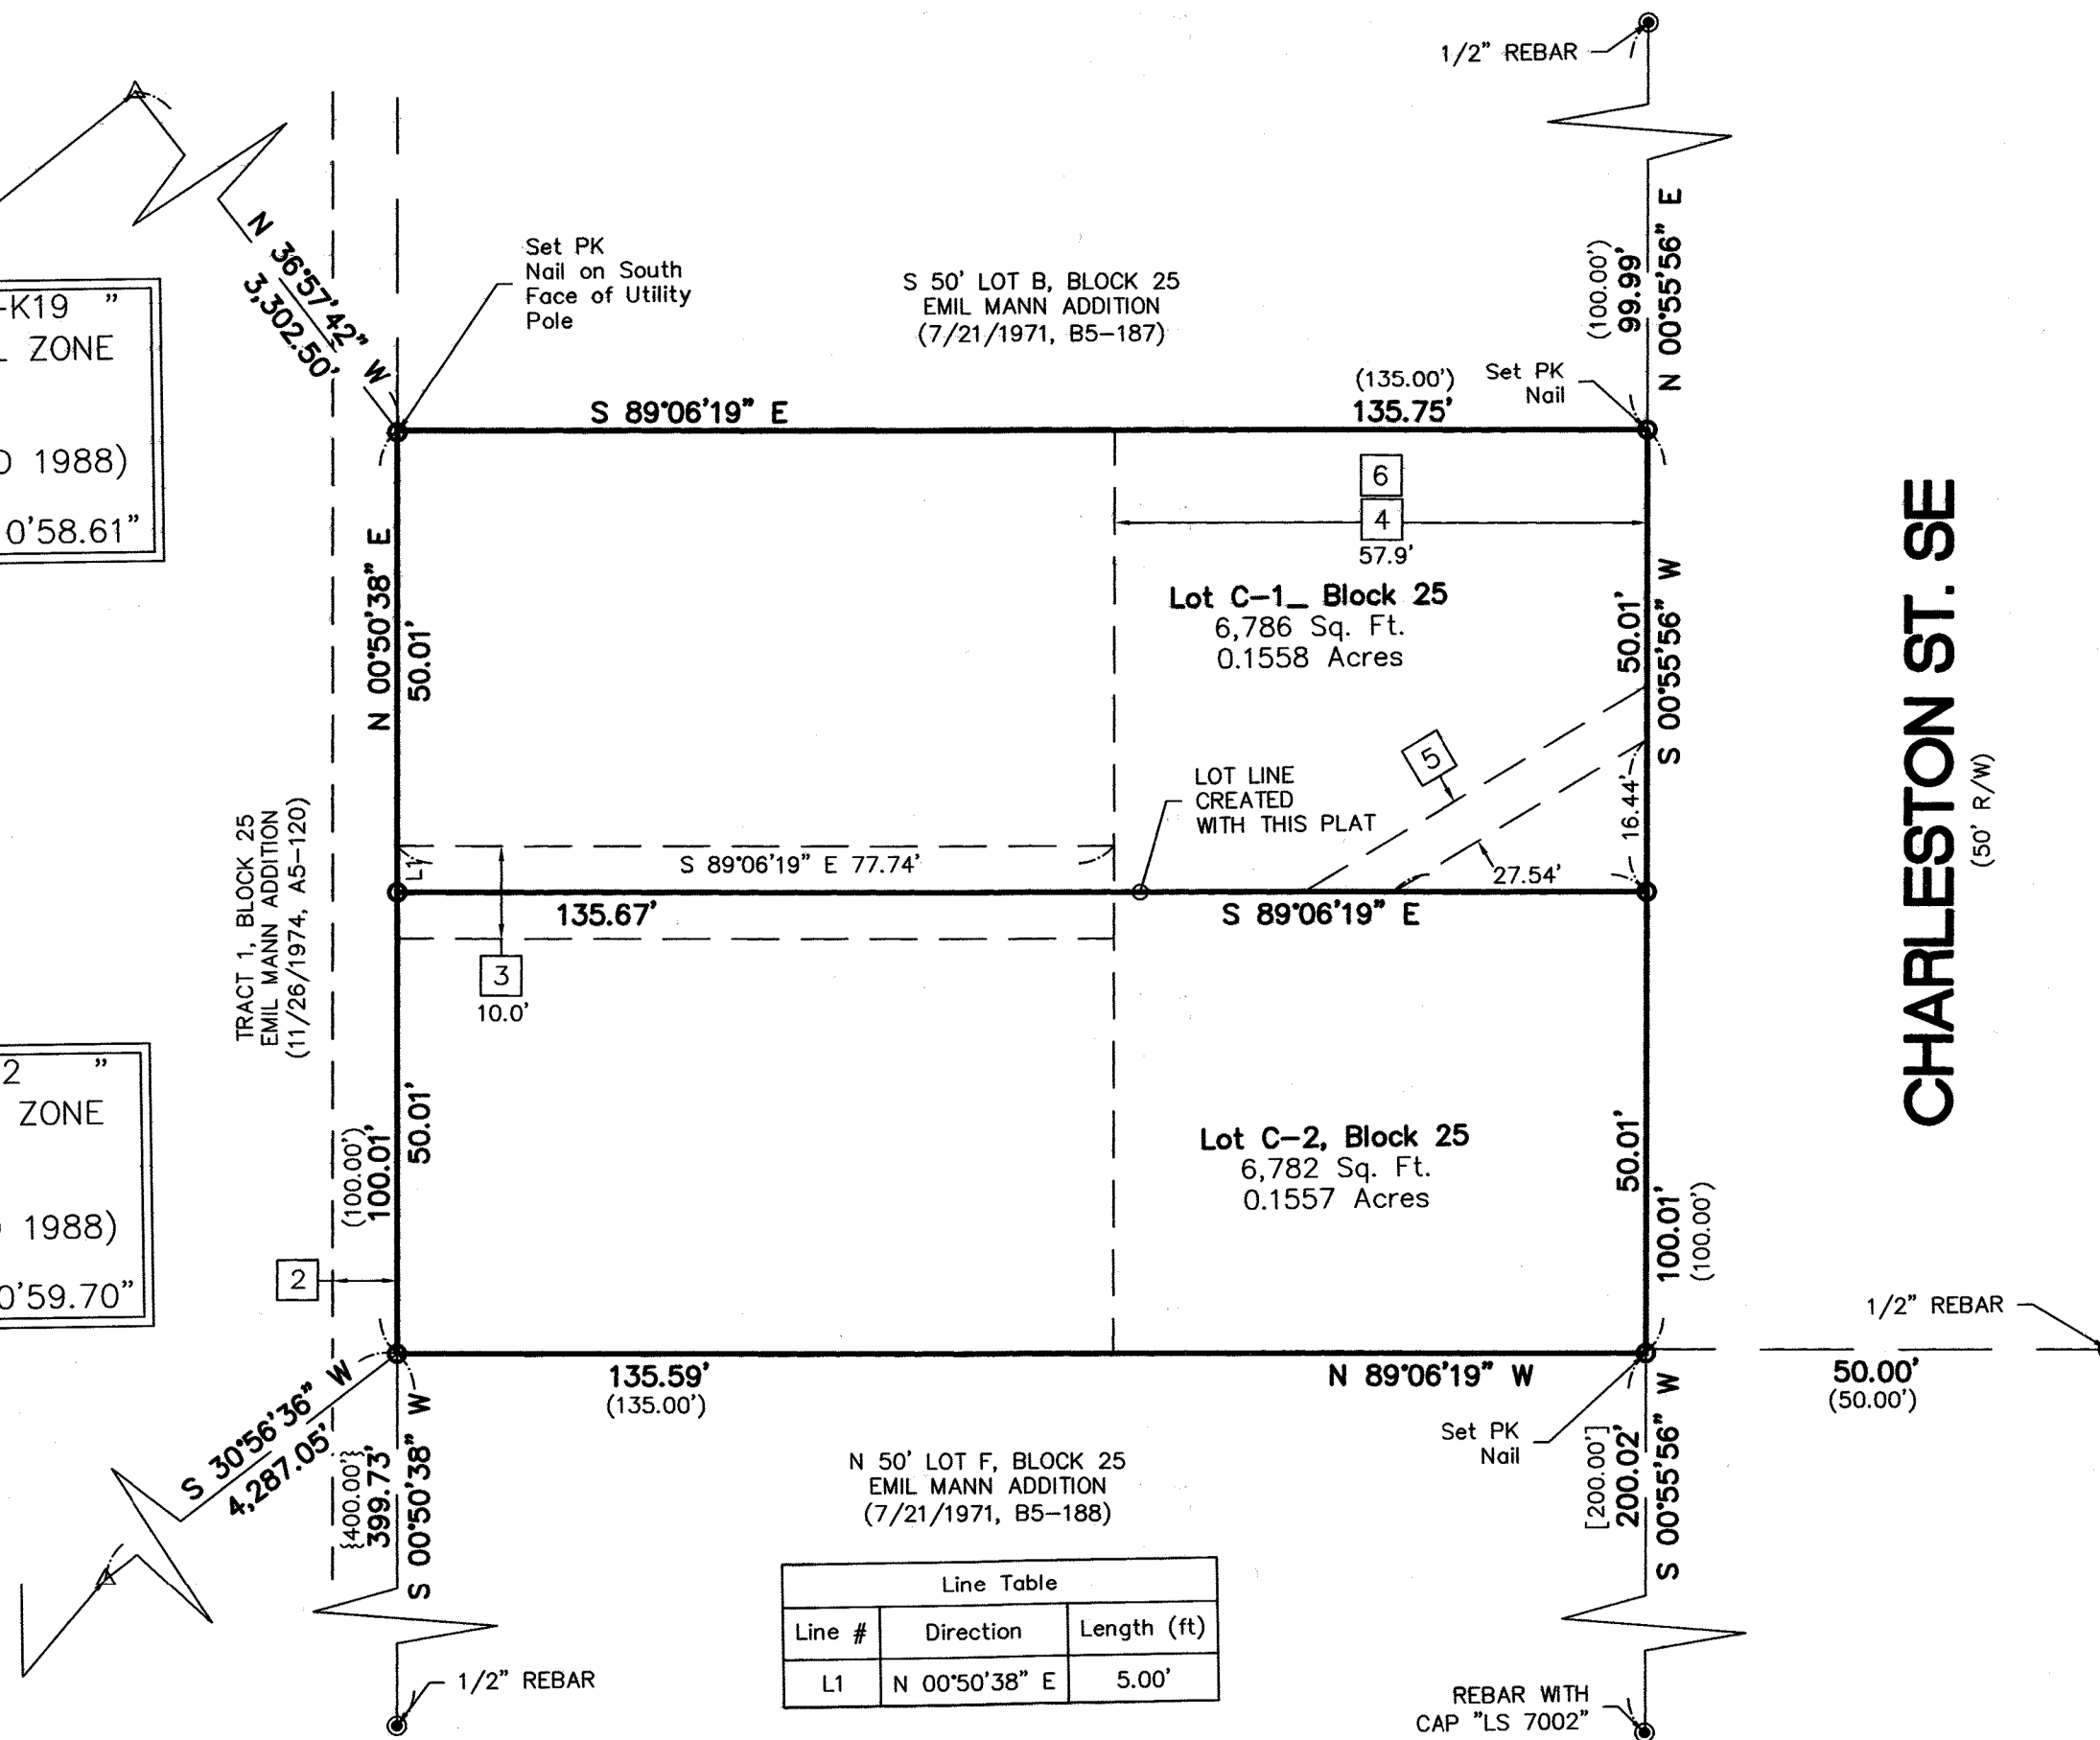 1/2" REBAR
N 36°57'42" W
3,302.50'
Set PK
Nail on South
Face of Utility
Pole
S 50' LOT B, BLOCK 25
EMIL MANN ADDITION
(7/21/1971, B5-187)
(100.00')
99.99'
N 00°55'56" E
-K19 "
ZONE
1988)
0'58.61"
S 89°06'19" E
(135.00')
135.75'
Set PK
Nail
6
4
57.9'
N 00°50'38" E
50.01'
Lot C-1_ Block 25
6,786 Sq. Ft.
0.1558 Acres
50.01'
S 00°55'56" W
CHARLESTON ST. SE
(50' R/W)
5
LOT LINE
CREATED
WITH THIS PLAT
16.44'
27.54'
TRACT 1, BLOCK 25
EMIL MANN ADDITION
(11/26/1974, A5-120)
L1
S 89°06'19" E 77.74'
135.67'
S 89°06'19" E
3
10.0'
2 "
ZONE
1988)
0'59.70"
(100.00')
100.01'
50.01'
Lot C-2, Block 25
6,782 Sq. Ft.
0.1557 Acres
50.01'
100.01'
(100.00')
2
1/2" REBAR
135.59'
(135.00')
N 89°06'19" W
50.00'
(50.00')
S 30°56'36" W
4,287.05'
{400.00'}
399.73'
S 00°50'38" W
N 50' LOT F, BLOCK 25
EMIL MANN ADDITION
(7/21/1971, B5-188)
Set PK
Nail
[200.00']
200.02'
S 00°55'56" W
Line Table
Line # Direction Length (ft)
L1 N 00°50'38" E 5.00'
1/2" REBAR
REBAR WITH
CAP "LS 7002"